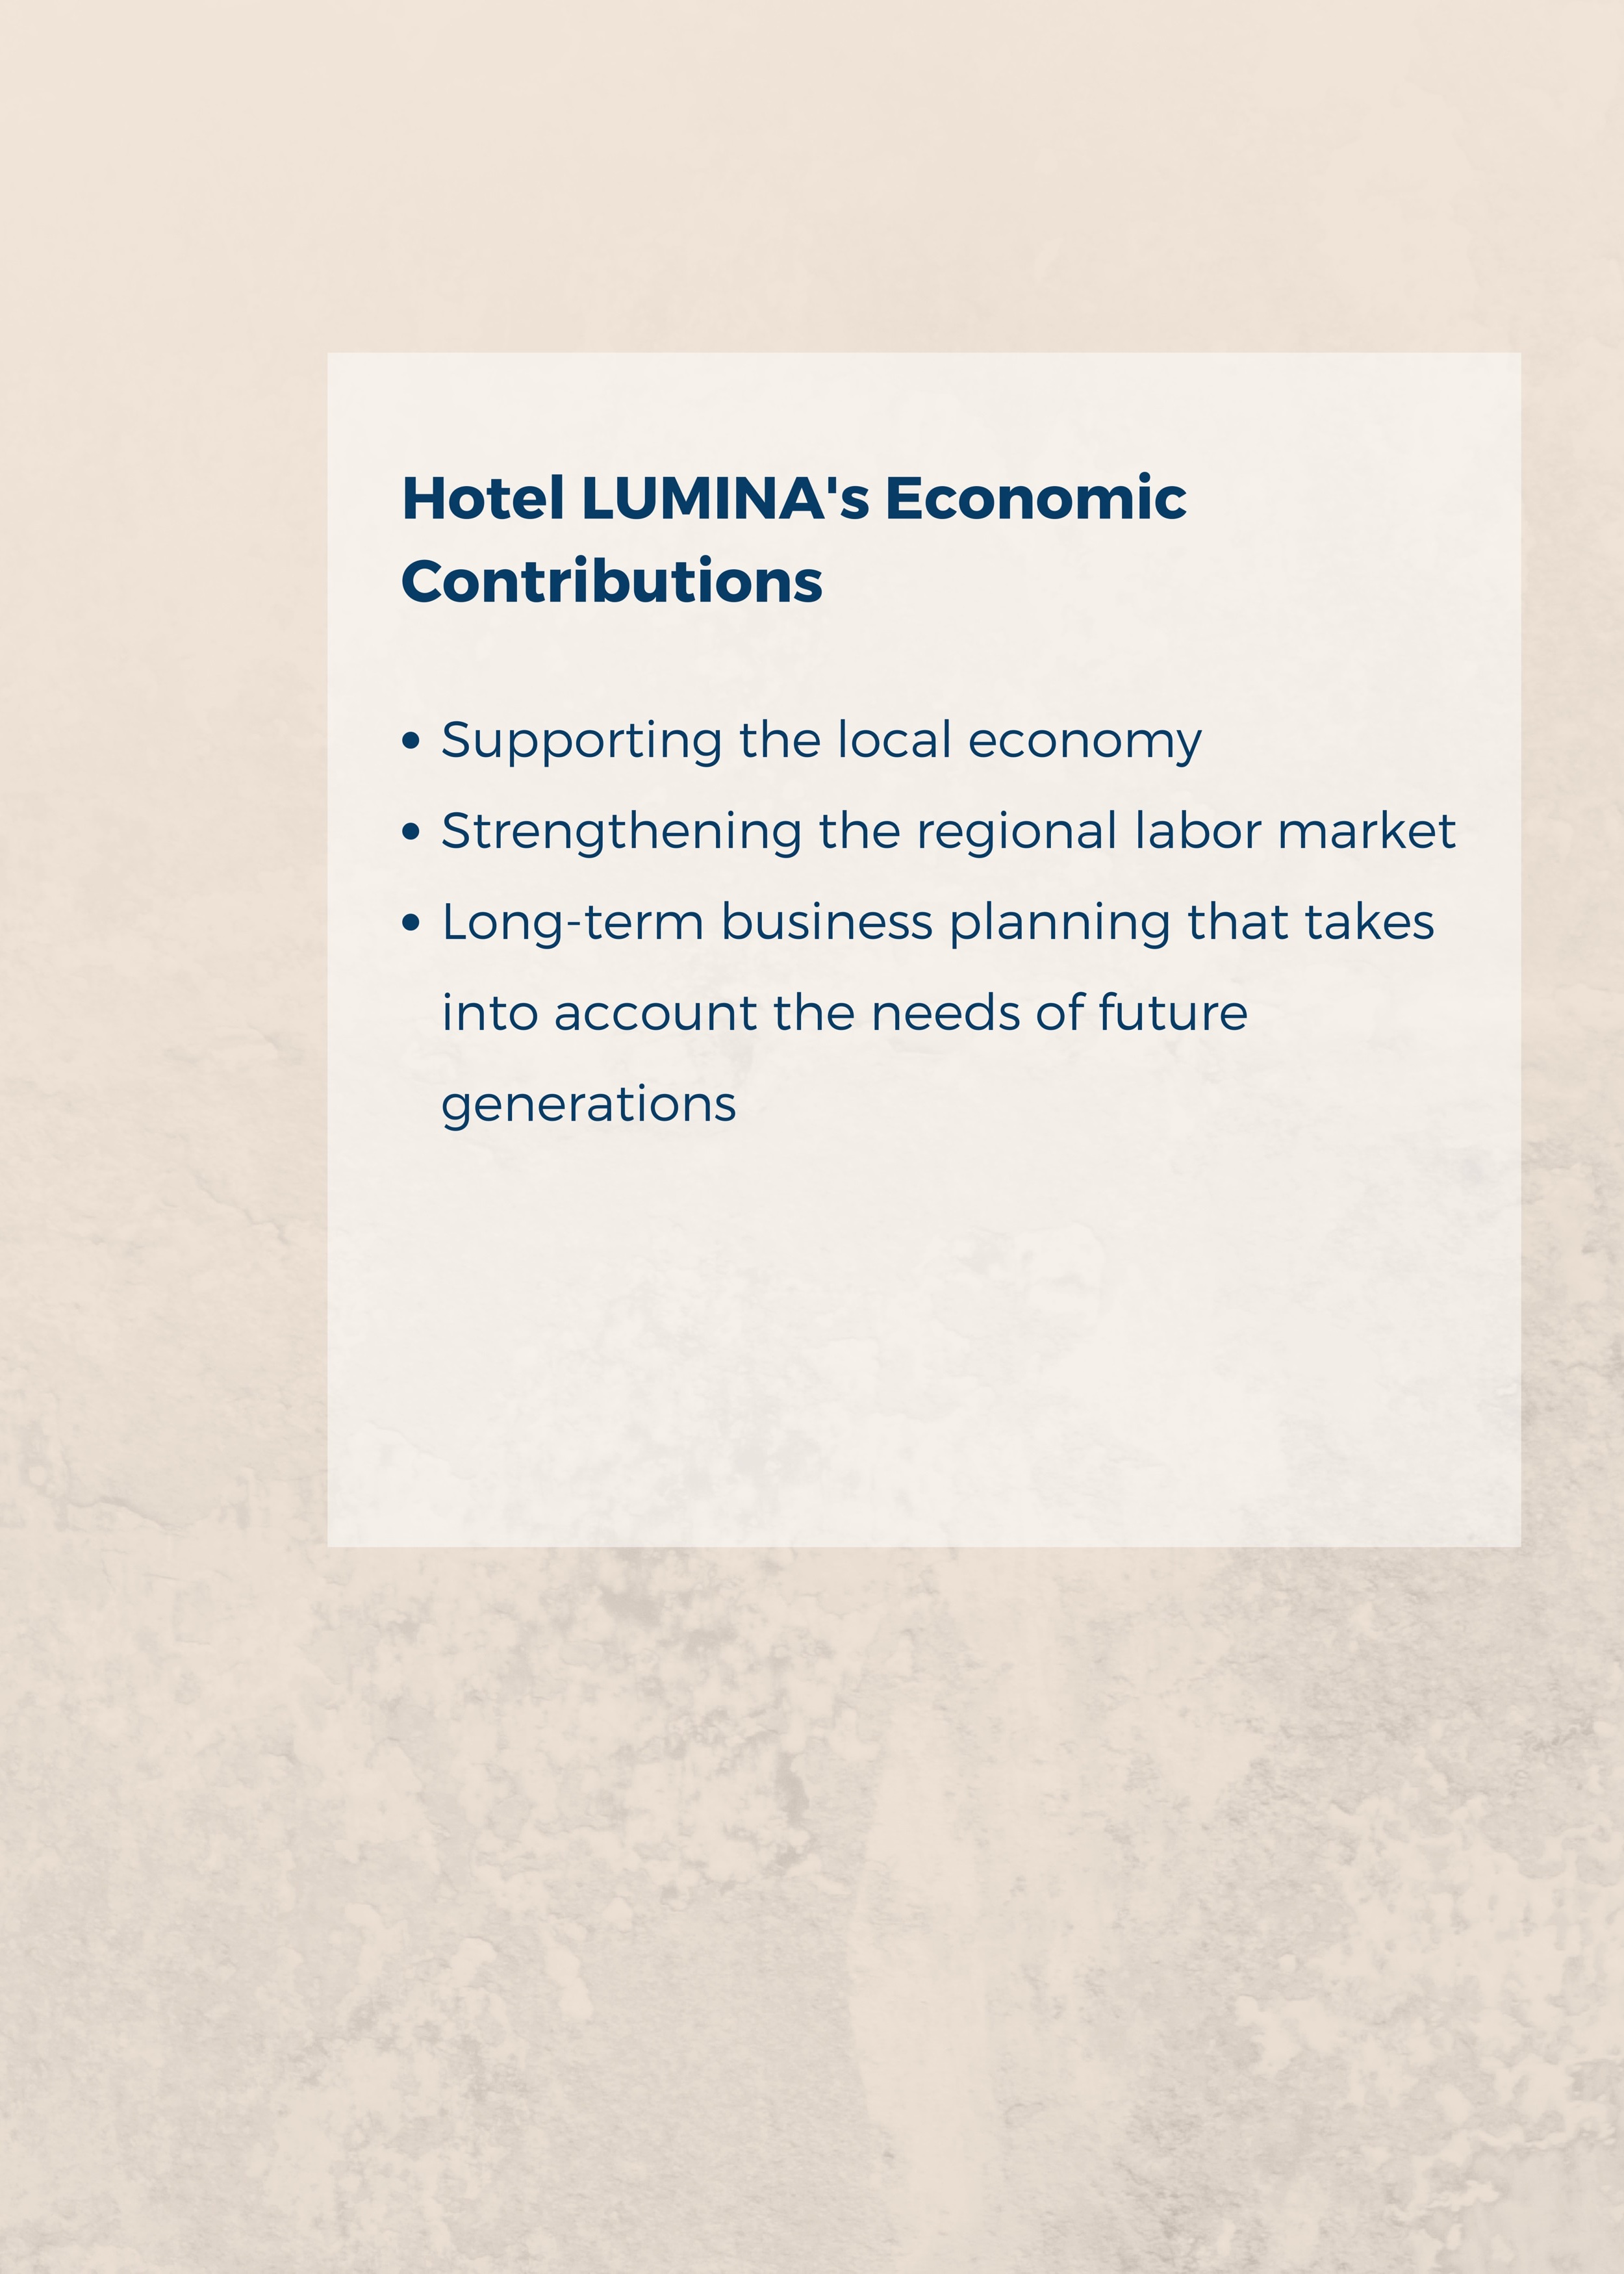 Hotel LUMINA's Economic
Contributions
• Supporting the local economy
• Strengthening the regional labor market
• Long-term business planning that takes
into account the needs of future
generations